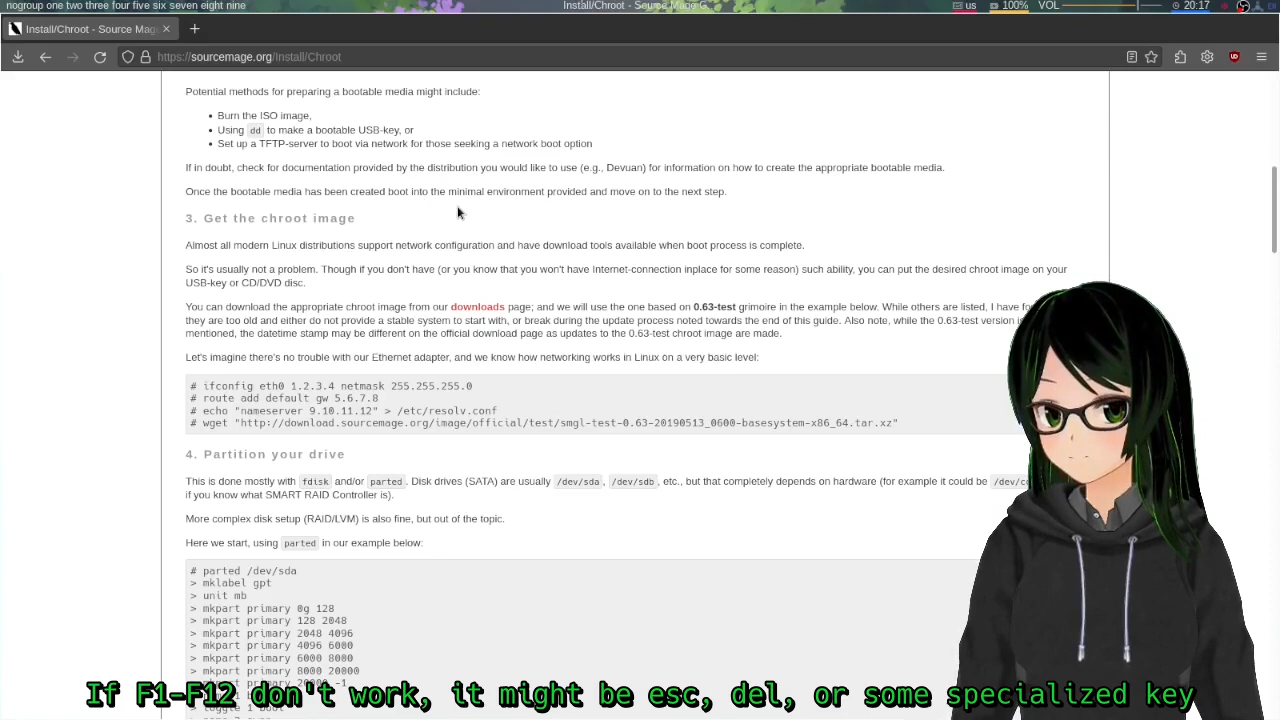 nogroup one two three four five six seven eight nine
Install/Chroot - Source Mage G
us 100% VOL 20:17
Install/Chroot - Source Mag
https://sourcemage.org/Install/Chroot
Potential methods for preparing a bootable media might include:
Burn the ISO image,
Using dd to make a bootable USB-key, or
Set up a TFTP-server to boot via network for those seeking a network boot option
If in doubt, check for documentation provided by the distribution you would like to use (e.g., Devuan) for information on how to create the appropriate bootable media.
Once the bootable media has been created boot into the minimal environment provided and move on to the next step.
3. Get the chroot image
Almost all modern Linux distributions support network configuration and have download tools available when boot process is complete.
So it's usually not a problem. Though if you don't have (or you know that you won't have Internet-connection inplace for some reason) such ability, you can put the desired chroot image on your
USB-key or CD/DVD disc.
You can download the appropriate chroot image from our downloads page; and we will use the one based on 0.63-test grimoire in the example below. While others are listed, I have
they are too old and either do not provide a stable system to start with, or break during the update process noted towards the end of this guide. Also note, while the 0.63-test version
mentioned, the datetime stamp may be different on the official download page as updates to the 0.63-test chroot image are made.
Let's imagine there's no trouble with our Ethernet adapter, and we know how networking works in Linux on a very basic level:
# ifconfig eth0 1.2.3.4 netmask 255.255.255.0
# route add default gw 5.6.7.8
# echo "nameserver 9.10.11.12" > /etc/resolv.conf
# wget "http://download.sourcemage.org/image/official/test/smgl-test-0.63-20190513_0600-basesystem-x86_64.tar.xz"
4. Partition your drive
This is done mostly with fdisk and/or parted. Disk drives (SATA) are usually /dev/sda, /dev/sdb, etc., but that completely depends on hardware (for example it could be
if you know what SMART RAID Controller is).
More complex disk setup (RAID/LVM) is also fine, but out of the topic.
Here we start, using parted in our example below:
# parted /dev/sda
> mklabel gpt
> unit mb
> mkpart primary 0g 128
> mkpart primary 128 2048
> mkpart primary 2048 4096
> mkpart primary 4096 6000
> mkpart primary 6000 8000
> mkpart primary 8000 20000
If F1-F12 don't work, it might be esc, del, or some specialized key